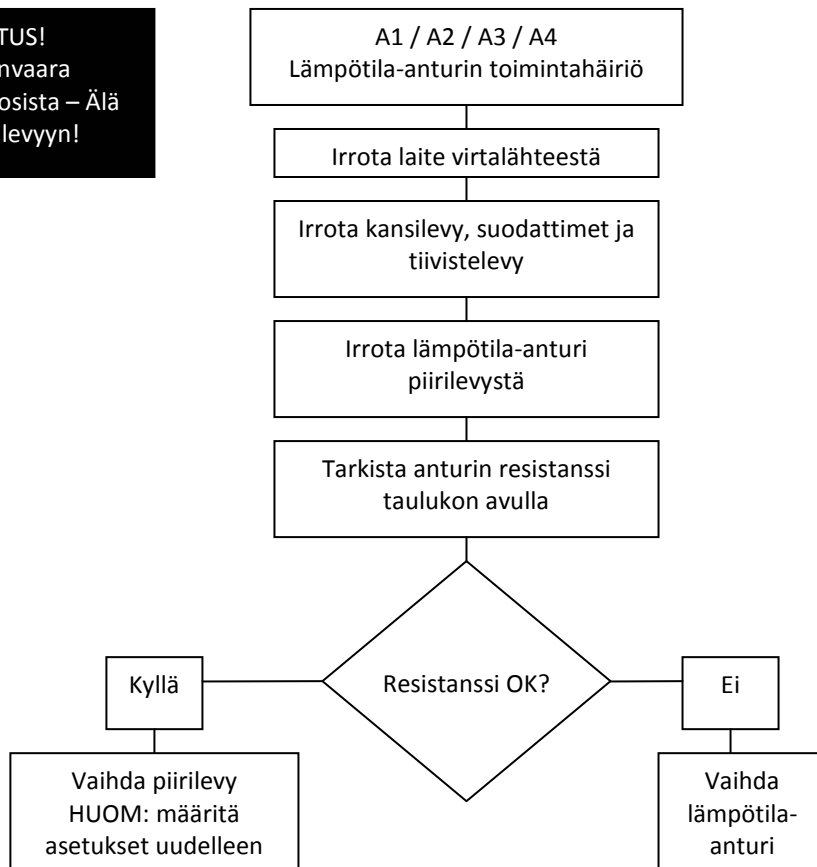 TUS!
nvaara
osista – Älä
levyyn!
A1 / A2 / A3 / A4
Lämpötila-anturin toimintahäiriö
Irrota laite virtalähteestä
Irrota kansilevy, suodattimet ja
tiivistelevy
Irrota lämpötila-anturi
piirilevystä
Tarkista anturin resistanssi
taulukon avulla
Resistanssi OK?
Kyllä
Ei
Vaihda piirilevy
HUOM: määritä
asetukset uudelleen
Vaihda
lämpötila-
anturi